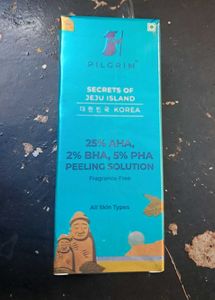 PILGRIM
SECRETS OF
JEJU ISLAND
대한민국 KOREA
25% AHA,
2% BHA, 5% PHA
PEELING SOLUTION
Fragrance Free
All Skin Types